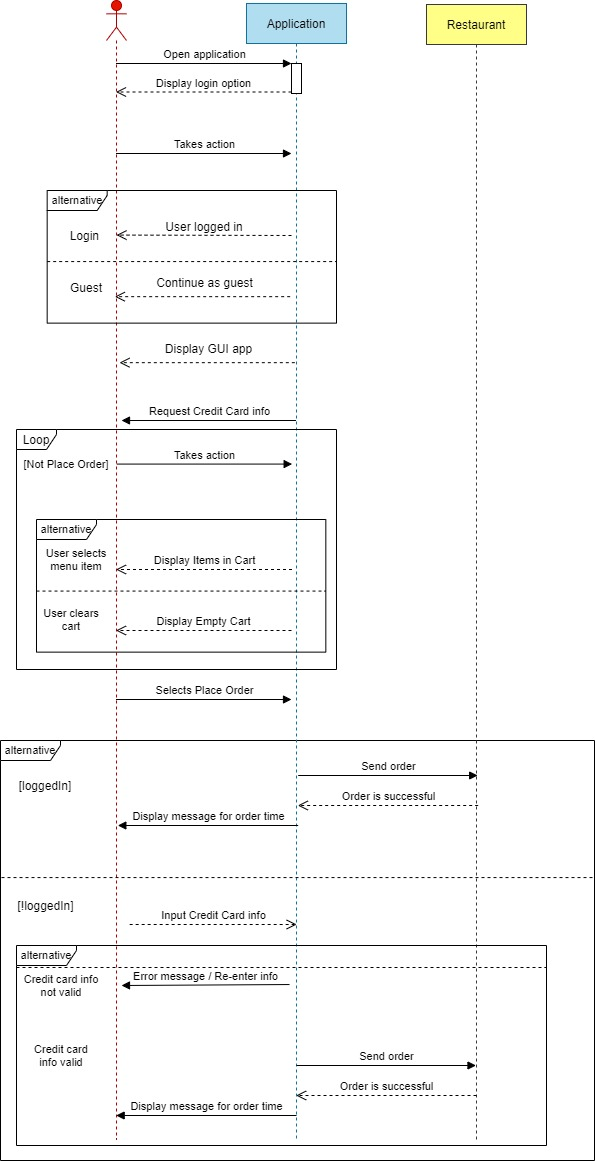 Application
Restaurant
Open application
Display login option
Takes action
alternative
User logged in
Login
Continue as guest
Guest
Display GUI app
Request Credit Card info
Loop
[Not Place Order]
Takes action
alternative
User selects
menu item
Display Items in Cart
User clears
cart
Display Empty Cart
Selects Place Order
alternative
Send order
[loggedIn]
Order is successful
Display message for order time
[!loggedIn]
Input Credit Card info
alternative
Error message / Re-enter info
Credit card info
not valid
Credit card
info valid
Send order
Order is successful
Display message for order time